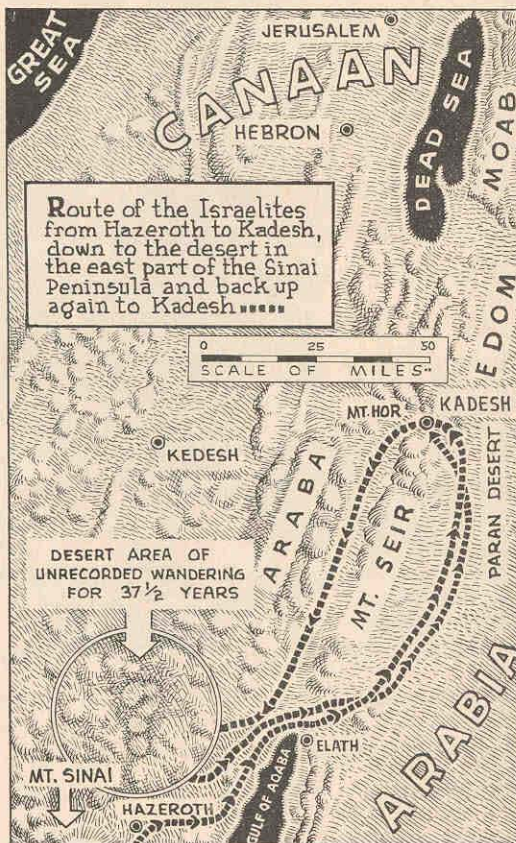 GREAT
SEA
JERUSALEM
CANAAN
HEBRON
DEAD SEA
MOAB
Route of the Israelites
from Hazeroth to Kadesh,
down to the desert in
the east part of the Sinai
Peninsula and back up
again to Kadesh
EDOM
0 25 50
SCALE OF MILES
MT. HOR
KADESH
KEDESH
ARABA
MT. SEIR
PARAN DESERT
DESERT AREA OF
UNRECORDED WANDERING
FOR 37½ YEARS
ARABIA
ELATH
MT. SINAI
HAZEROTH
GULF OF AQABA